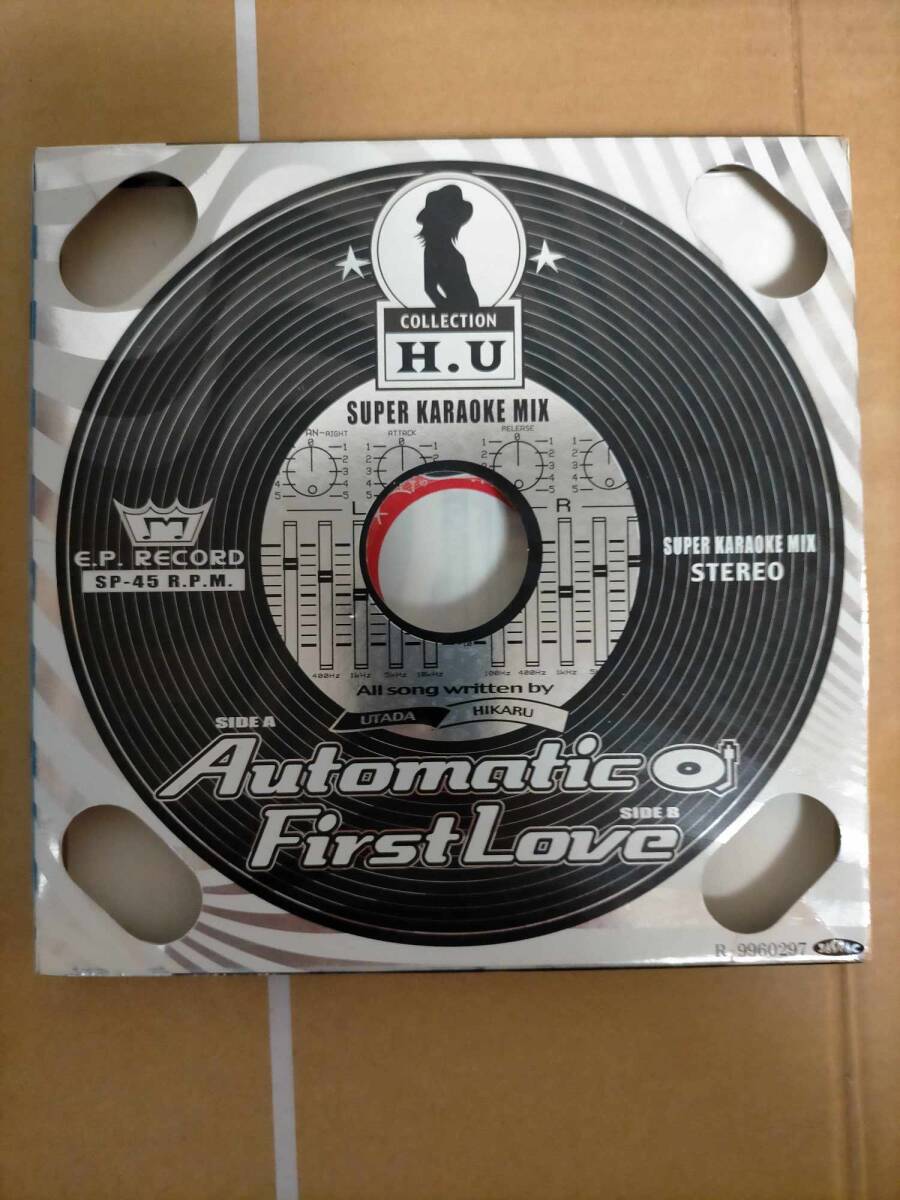 COLLECTION
H.U
SUPER KARAOKE MIX
AN-RIGHT ATTACK RELEASE
L R
E.P. RECORD
SP-45 R.P.M.
SUPER KARAOKE MIX
STEREO
400Hz 1kHz 5kHz 10kHz 100Hz 400Hz 1kHz
All song written by
UTADA HIKARU
SIDE A
Automatic
SIDE B
First Love
R 9960297